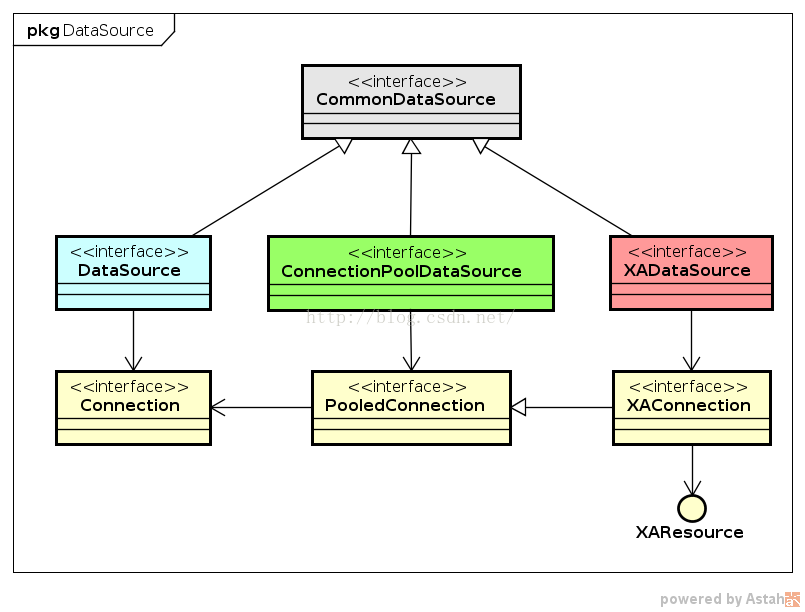 pkg DataSource
<<interface>>
CommonDataSource
<<interface>>
DataSource
<<interface>>
ConnectionPoolDataSource
<<interface>>
XADataSource
http://blog.csdn.net/
<<interface>>
Connection
<<interface>>
PooledConnection
<<interface>>
XAConnection
XAResource
powered by Astah